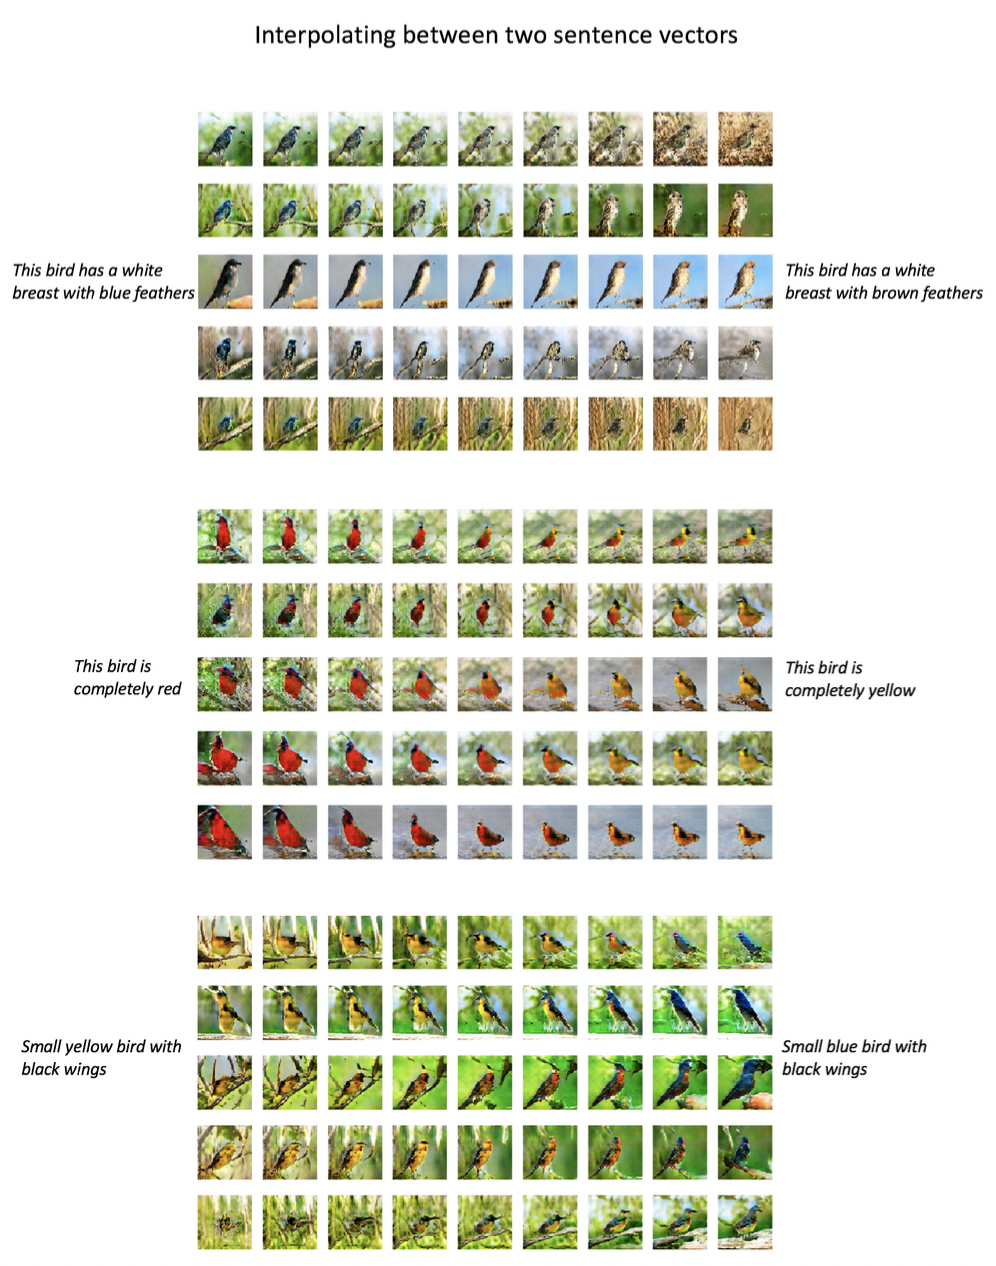 Interpolating between two sentence vectors
This bird has a white
breast with blue feathers
This bird has a white
breast with brown feathers
This bird is
completely red
This bird is
completely yellow
Small yellow bird with
black wings
Small blue bird with
black wings